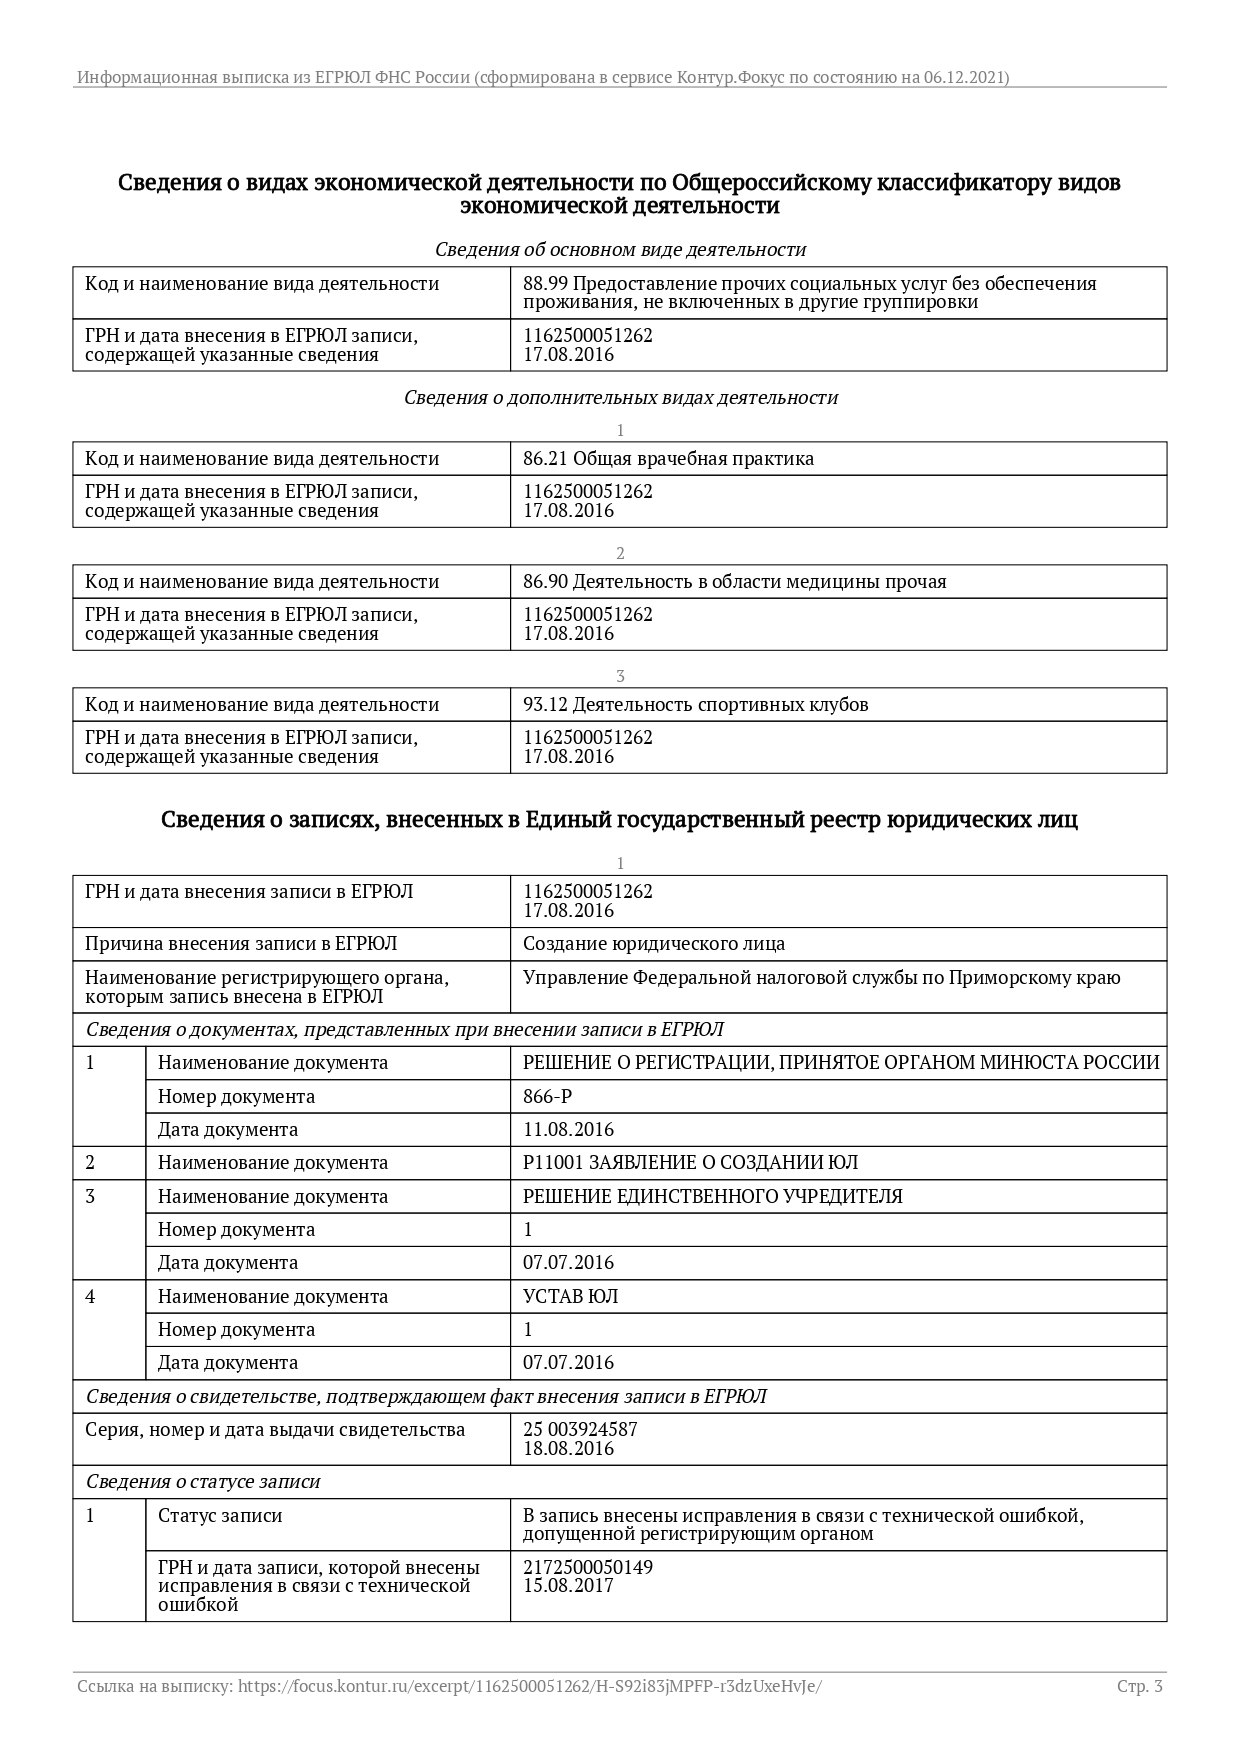 Информационная выписка из ЕГРЮЛ ФНС России (сформирована в сервисе Контур.Фокус по состоянию на 06.12.2021)
Сведения о видах экономической деятельности по Общероссийскому классификатору видов
экономической деятельности
Сведения об основном виде деятельности
Код и наименование вида деятельности
88.99 Предоставление прочих социальных услуг без обеспечения
проживания, не включенных в другие группировки
ГРН и дата внесения в ЕГРЮЛ записи,
содержащей указанные сведения
1162500051262
17.08.2016
Сведения о дополнительных видах деятельности
1
Код и наименование вида деятельности
86.21 Общая врачебная практика
ГРН и дата внесения в ЕГРЮЛ записи,
содержащей указанные сведения
1162500051262
17.08.2016
2
Код и наименование вида деятельности
86.90 Деятельность в области медицины прочая
ГРН и дата внесения в ЕГРЮЛ записи,
содержащей указанные сведения
1162500051262
17.08.2016
3
Код и наименование вида деятельности
93.12 Деятельность спортивных клубов
ГРН и дата внесения в ЕГРЮЛ записи,
содержащей указанные сведения
1162500051262
17.08.2016
Сведения о записях, внесенных в Единый государственный реестр юридических лиц
1
ГРН и дата внесения записи в ЕГРЮЛ
1162500051262
17.08.2016
Причина внесения записи в ЕГРЮЛ
Создание юридического лица
Наименование регистрирующего органа,
которым запись внесена в ЕГРЮЛ
Управление Федеральной налоговой службы по Приморскому краю
Сведения о документах, представленных при внесении записи в ЕГРЮЛ
1
Наименование документа
РЕШЕНИЕ О РЕГИСТРАЦИИ, ПРИНЯТОЕ ОРГАНОМ МИНЮСТА РОССИИ
Номер документа
866-Р
Дата документа
11.08.2016
2
Наименование документа
Р11001 ЗАЯВЛЕНИЕ О СОЗДАНИИ ЮЛ
3
Наименование документа
РЕШЕНИЕ ЕДИНСТВЕННОГО УЧРЕДИТЕЛЯ
Номер документа
1
Дата документа
07.07.2016
4
Наименование документа
УСТАВ ЮЛ
Номер документа
1
Дата документа
07.07.2016
Сведения о свидетельстве, подтверждающем факт внесения записи в ЕГРЮЛ
Серия, номер и дата выдачи свидетельства
25 003924587
18.08.2016
Сведения о статусе записи
1
Статус записи
В запись внесены исправления в связи с технической ошибкой,
допущенной регистрирующим органом
ГРН и дата записи, которой внесены
исправления в связи с технической
ошибкой
2172500050149
15.08.2017
Ссылка на выписку: https://focus.kontur.ru/excerpt/1162500051262/H-S92i83jMPFP-r3dzUxeHvJe/
Стр. 3